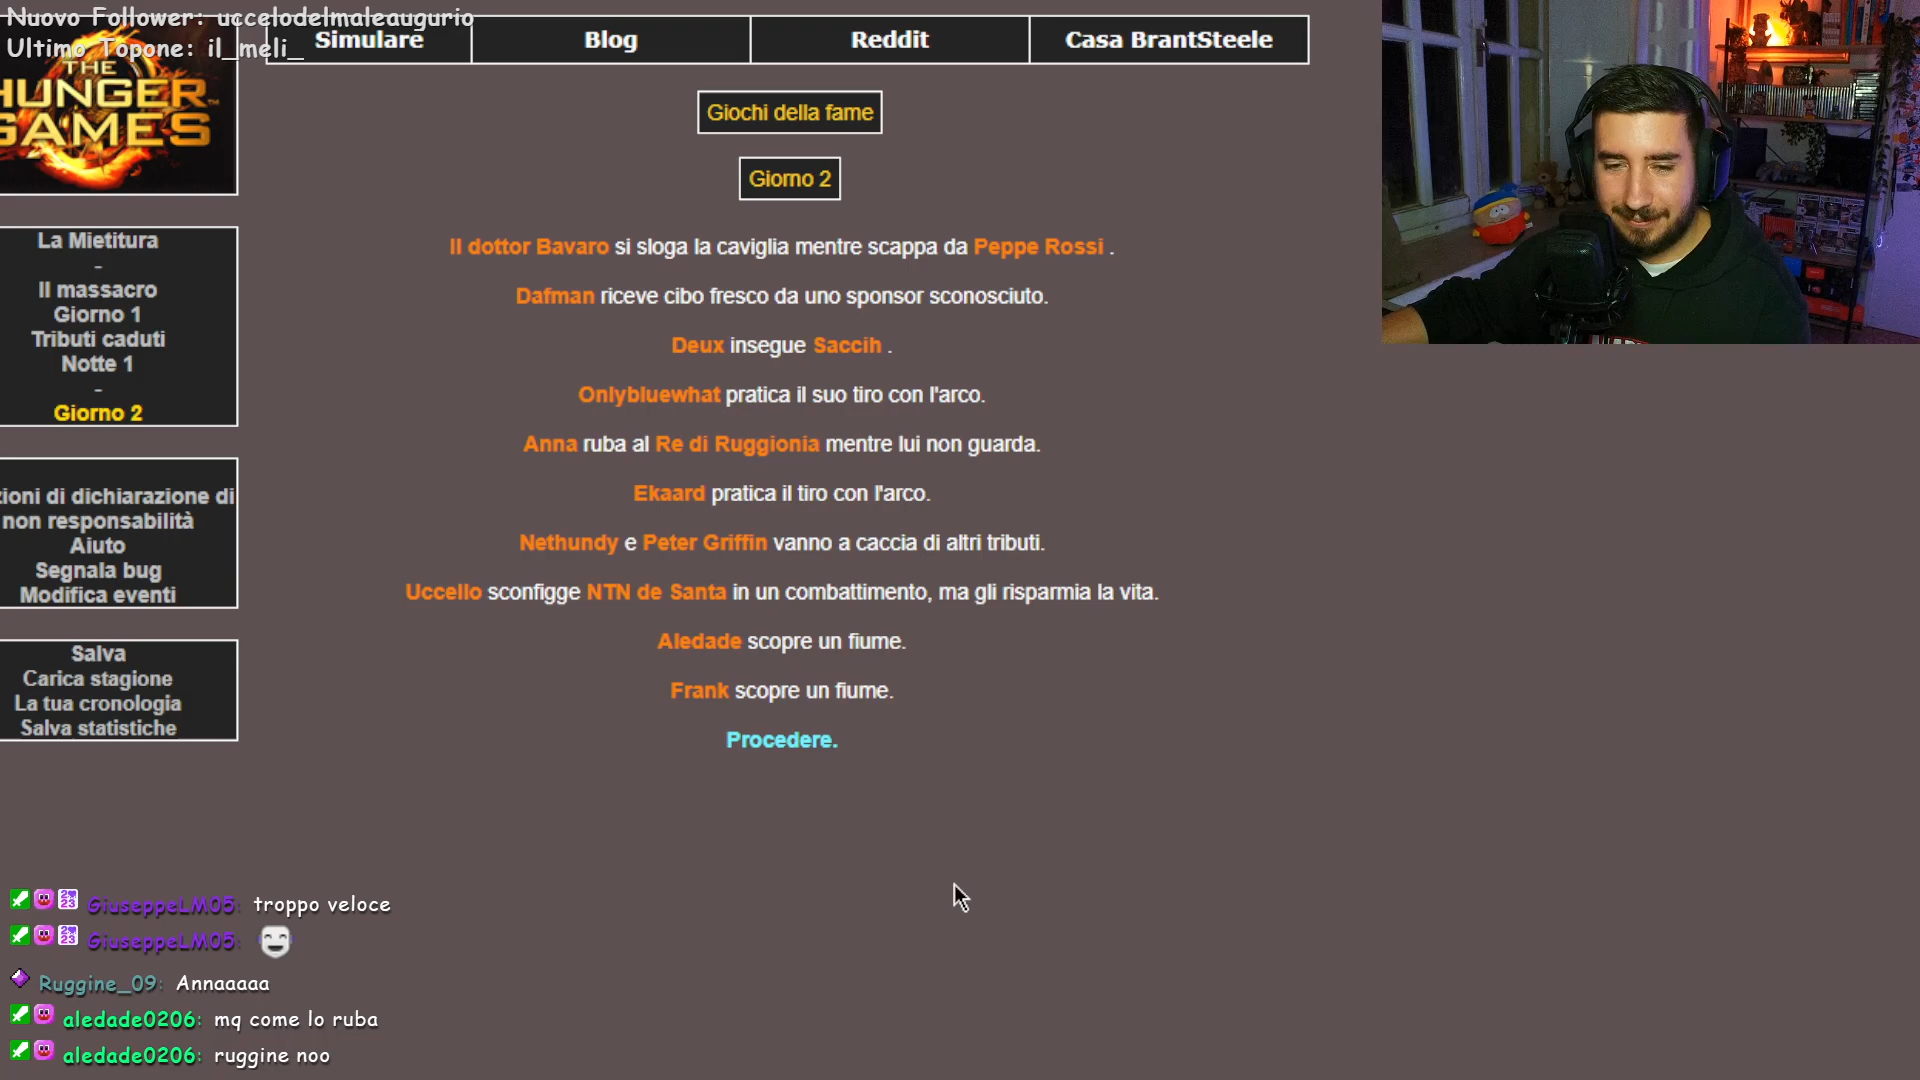 Nuovo Follower: uccelodelmaleaugurio
Ultimo Topone: il_meli_
Simulare
Blog
Reddit
Casa BrantSteele
THE
HUNGER
GAMES
Giochi della fame
Giorno 2
La Mietitura
-
Il massacro
Giorno 1
Tributi caduti
Notte 1
-
Giorno 2
zioni di dichiarazione di
non responsabilità
Aiuto
Segnala bug
Modifica eventi
Salva
Carica stagione
La tua cronologia
Salva statistiche
Il dottor Bavaro si sloga la caviglia mentre scappa da Peppe Rossi .
Dafman riceve cibo fresco da uno sponsor sconosciuto.
Deux insegue Saccih .
Onlybluewhat pratica il suo tiro con l'arco.
Anna ruba al Re di Ruggionia mentre lui non guarda.
Ekaard pratica il tiro con l'arco.
Nethundy e Peter Griffin vanno a caccia di altri tributi.
Uccello sconfigge NTN de Santa in un combattimento, ma gli risparmia la vita.
Aledade scopre un fiume.
Frank scopre un fiume.
Procedere.
GiuseppeLM05: troppo veloce
GiuseppeLM05:
Ruggine_09: Annaaaaa
aledade0206: mq come lo ruba
aledade0206: ruggine noo